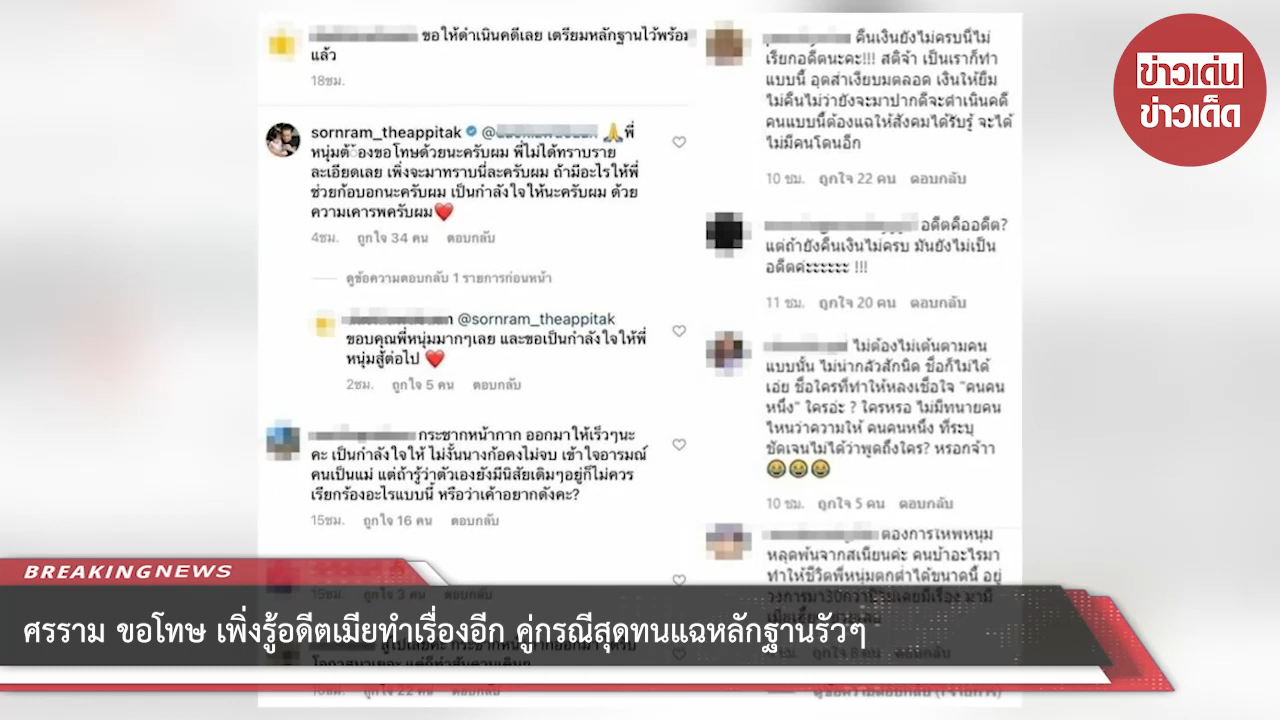 ขอให้ดำเนินคดีเลย เตรียมหลักฐานไว้พร้อม
แล้ว
18ชม.
sornram_theappitak @ 🙏พี่
หนุ่มต้้องขอโทษด้วยนะครับผม พี่ไม่ได้ทราบราย
ละเอียดเลย เพิ่งจะมาทราบนี่ละครับผม ถ้ามีอะไรให้พี่
ช่วยก้อบอกนะครับผม เป็นกำลังใจให้นะครับผม ด้วย
ความเคารพครับผม❤️
4ชม. ถูกใจ 34 คน ตอบกลับ
ดูข้อความตอบกลับ 1 รายการก่อนหน้า
@sornram_theappitak
ขอบคุณพี่หนุ่มมากๆเลย และขอเป็นกำลังใจให้พี่
หนุ่มสู้ต่อไป ❤️
2ชม. ถูกใจ 5 คน ตอบกลับ
กระชากหน้ากาก ออกมาให้เร็วๆนะ
คะ เป็นกำลังใจให้ ไม่งั้นนางก้อคงไม่จบ เข้าใจอารมณ์
คนเป็นแม่ แต่ถ้ารู้ว่าตัวเองยังมีนิสัยเดิมๆอยู่ก็ไม่ควร
เรียกร้องอะไรแบบนี้ หรือว่าเค้าอยากดังคะ?
15ชม. ถูกใจ 16 คน ตอบกลับ
15ชม. ถูกใจ 3 คน ตอบกลับ
ถูกใจ 22 คน ตอบกลับ
คืนเงินยังไม่ครบนี่ไม่
เรียกอดีตนะคะ!!! สติจ้า เป็นเราก็ทำ
แบบนี้ อุตส่าเงียบมตลอด เงินให้ยืม
ไม่คืนไม่ว่ายังจะมาปากดีจะดำเนินคดี
คนแบบนี้ต้องแฉให้สังคมได้รับรู้ จะได้
ไม่มีคนโดนอีก
10 ชม. ถูกใจ 22 คน ตอบกลับ
อดีตคืออดีต?
แต่ถ้ายังคืนเงินไม่ครบ มันยังไม่เป็น
อดีตค่ะะะะะะ !!!
11 ชม. ถูกใจ 20 คน ตอบกลับ
ไม่ต้องไม่เต้นตามคน
แบบนั้น ไม่น่ากลัวสักนิด ชื่อก็ไม่ได้
เอ่ย ชื่อใครที่ทำให้หลงเชื่อใจ "คนคน
หนึ่ง" ใครอ่ะ ? ใครหรอ ไม่มีทนายคน
ไหนว่าความให้ คนคนหนึ่ง ที่ระบุ
ชัดเจนไม่ได้ว่าพูดถึงใคร? หรอกจ้าา
😂😂😂
10 ชม. ถูกใจ 5 คน ตอบกลับ
ต้องการให้พี่หนุ่ม
หลุดพ้นจากสเนียนค่ะ คนบ้าอะไรมา
ทำให้ชีวิตพี่หนุ่มตกต่ำได้ขนาดนี้ อยู่
ข่าวเด่น
ข่าวเด็ด
BREAKING NEWS
ศรราม ขอโทษ เพิ่งรู้อดีตเมียทำเรื่องอีก คู่กรณีสุดทนแฉหลักฐานรัวๆ